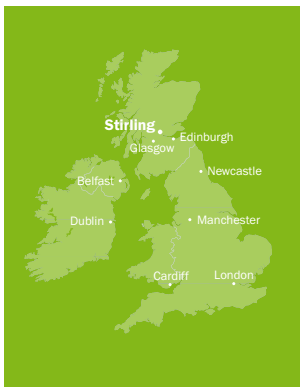 Stirling
Edinburgh
Glasgow
Newcastle
Belfast
Manchester
Dublin
Cardiff
London